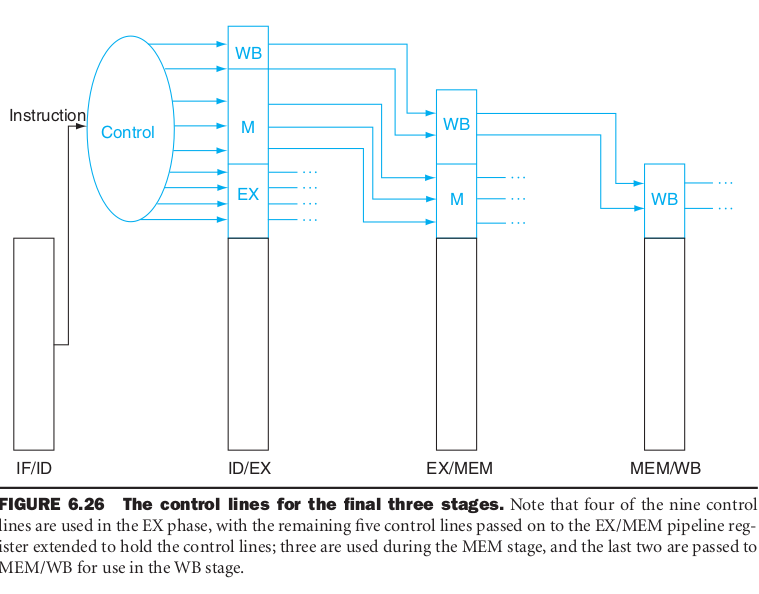 WB
Instruction
Control
M
EX
...
...
...
...
WB
M
...
...
...
WB
...
...
IF/ID
ID/EX
EX/MEM
MEM/WB
FIGURE 6.26 The control lines for the final three stages. Note that four of the nine control
lines are used in the EX phase, with the remaining five control lines passed on to the EX/MEM pipeline reg-
ister extended to hold the control lines; three are used during the MEM stage, and the last two are passed to
MEM/WB for use in the WB stage.